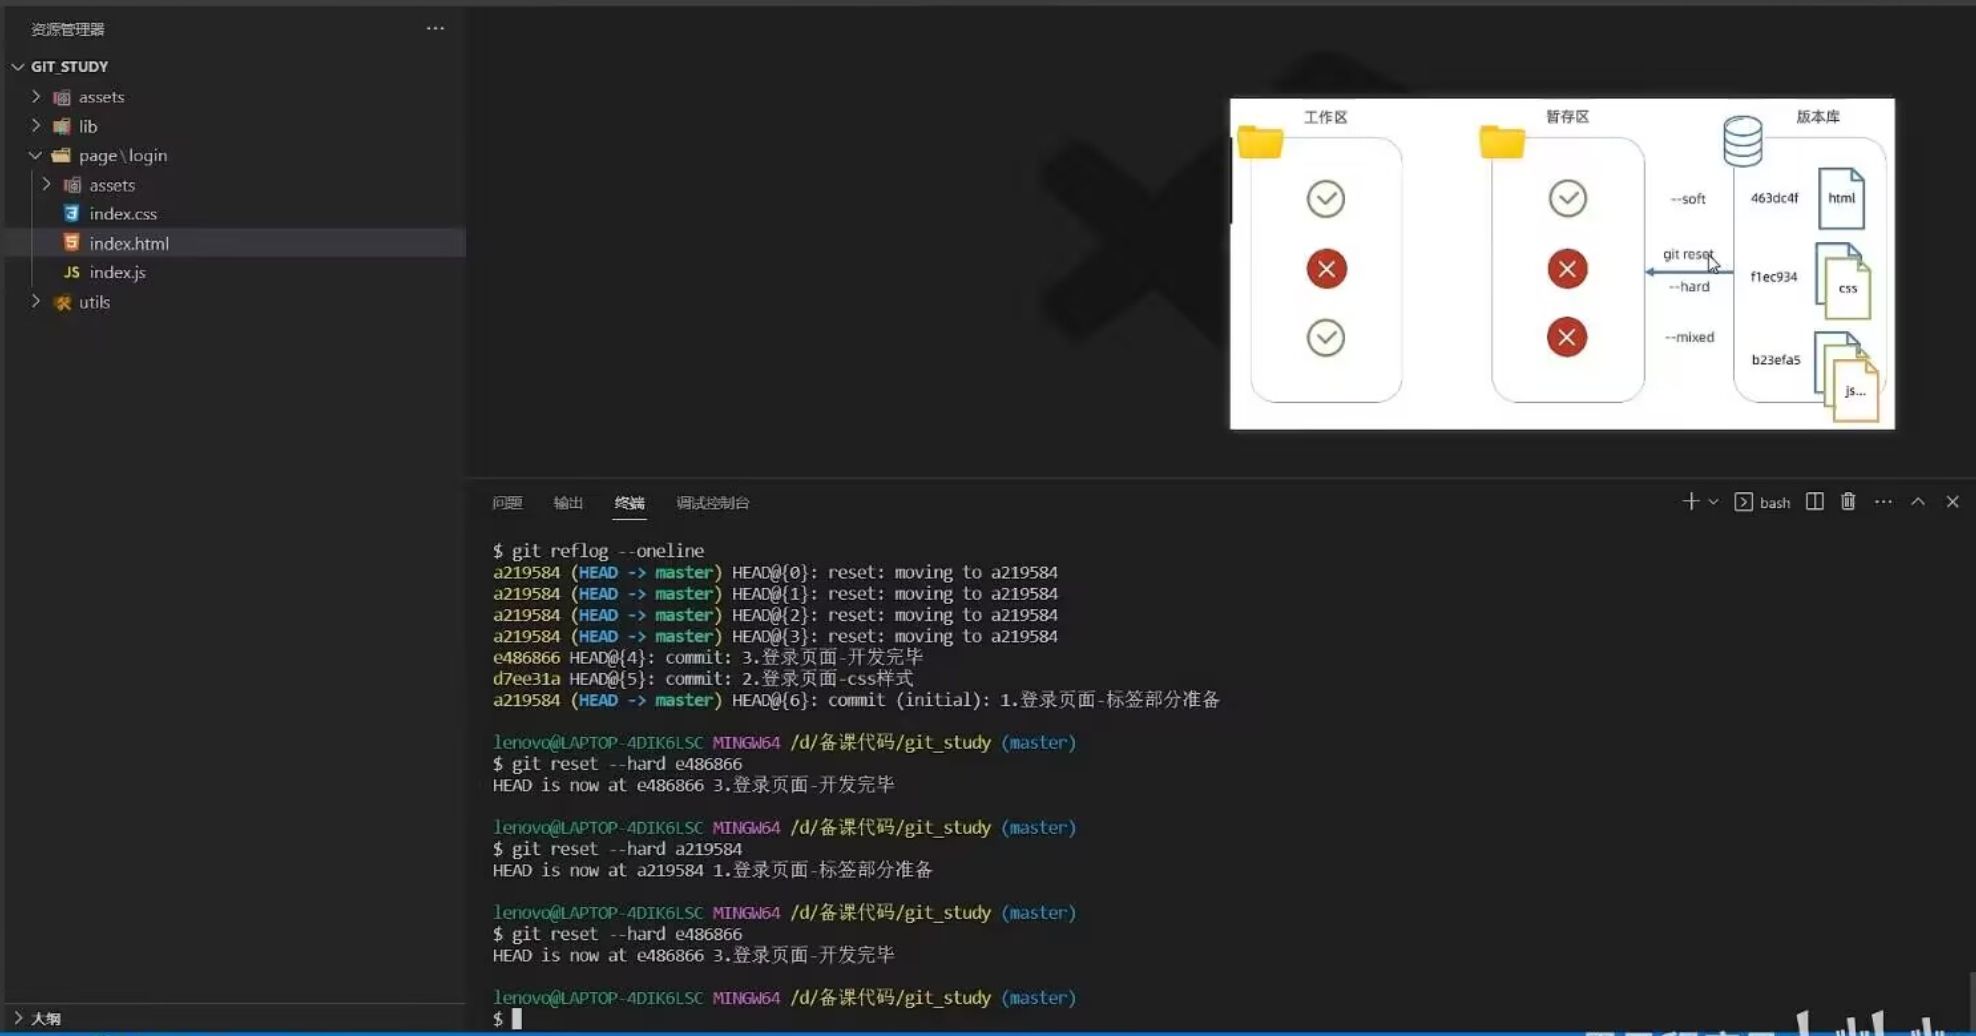 资源管理器
GIT_STUDY
assets
lib
page\login
assets
index.css
index.html
JS index.js
utils
大纲
工作区 暂存区 版本库
--soft 463dc4f html
git reset
--hard f1ec934 css
--mixed
b23efa5 js...
问题 输出 终端 调试控制台 bash
$ git reflog --oneline
a219584 (HEAD -> master) HEAD@{0}: reset: moving to a219584
a219584 (HEAD -> master) HEAD@{1}: reset: moving to a219584
a219584 (HEAD -> master) HEAD@{2}: reset: moving to a219584
a219584 (HEAD -> master) HEAD@{3}: reset: moving to a219584
e486866 HEAD@{4}: commit: 3.登录页面-开发完毕
d7ee31a HEAD@{5}: commit: 2.登录页面-css样式
a219584 (HEAD -> master) HEAD@{6}: commit (initial): 1.登录页面-标签部分准备
lenovo@LAPTOP-4DIK6LSC MINGW64 /d/备课代码/git_study (master)
$ git reset --hard e486866
HEAD is now at e486866 3.登录页面-开发完毕
lenovo@LAPTOP-4DIK6LSC MINGW64 /d/备课代码/git_study (master)
$ git reset --hard a219584
HEAD is now at a219584 1.登录页面-标签部分准备
lenovo@LAPTOP-4DIK6LSC MINGW64 /d/备课代码/git_study (master)
$ git reset --hard e486866
HEAD is now at e486866 3.登录页面-开发完毕
lenovo@LAPTOP-4DIK6LSC MINGW64 /d/备课代码/git_study (master)
$